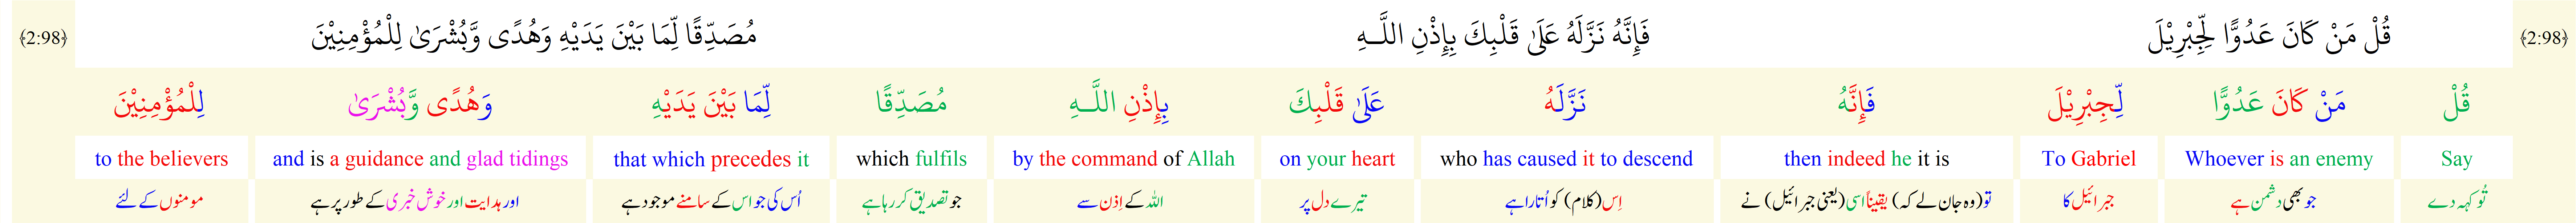 ﴿2:98﴾ قُلْ مَنْ كَانَ عَدُوًّا لِّجِبْرِيْلَ فَإِنَّهُ نَزَّلَهُ عَلَىٰ قَلْبِكَ بِإِذْنِ اللَّـهِ مُصَدِّقًا لِّمَا بَيْنَ يَدَيْهِ وَهُدًى وَّبُشْرَىٰ لِلْمُؤْمِنِيْنَ ﴿2:98﴾
قُلْ مَنْ كَانَ عَدُوًّا لِّجِبْرِيْلَ فَإِنَّهُ نَزَّلَهُ عَلَىٰ قَلْبِكَ بِإِذْنِ اللَّـهِ مُصَدِّقًا لِّمَا بَيْنَ يَدَيْهِ وَهُدًى وَّبُشْرَىٰ لِلْمُؤْمِنِيْنَ
Say Whoever is an enemy To Gabriel then indeed he it is who has caused it to descend on your heart by the command of Allah which fulfils that which precedes it and is a guidance and glad tidings to the believers
تُو کہہ دے جو بھی دشمن ہے جبرائیل کا تو (وہ جان لے کہ) یقیناً اسی (یعنی جبرائیل) نے اِس (کلام) کو اُتارا ہے تیرے دل پر اللہ کے اِذن سے جو تصدیق کر رہا ہے اُس کی جو اس کے سامنے موجود ہے اور ہدایت اور خوش خبری کے طور پر ہے مومنوں کے لئے